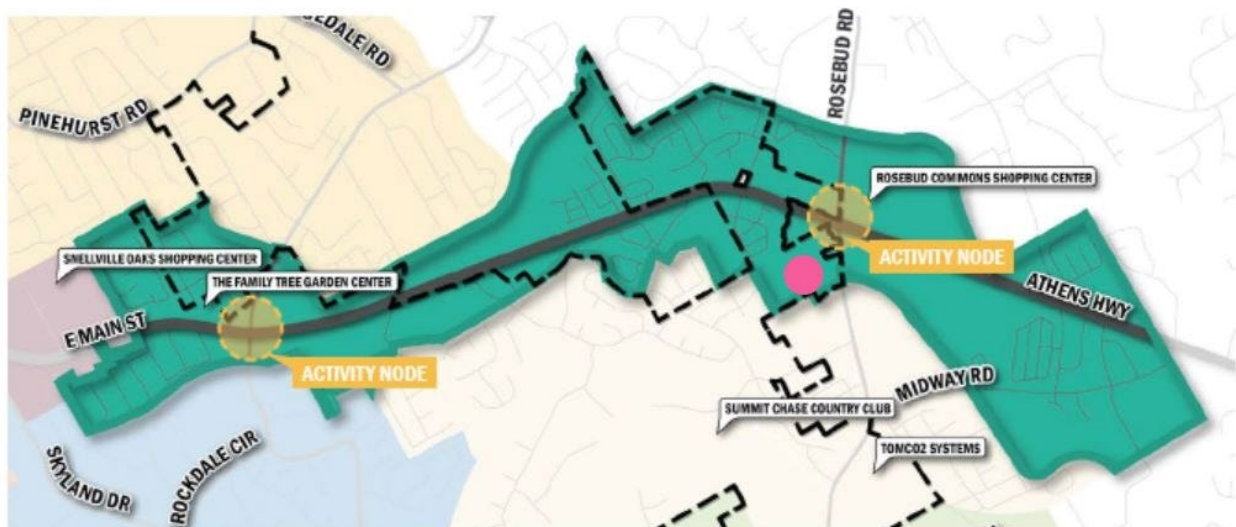 ROSEBUD RD
PINEHURST RD
ROSEBUD COMMONS SHOPPING CENTER
SNELLVILLE OAKS SHOPPING CENTER
ACTIVITY NODE
THE FAMILY TREE GARDEN CENTER
ATHENS HWY
E MAIN ST
ACTIVITY NODE
MIDWAY RD
SUMMIT CHASE COUNTRY CLUB
TOMCO2 SYSTEMS
SKYLAND DR
ROCKDALE CIR